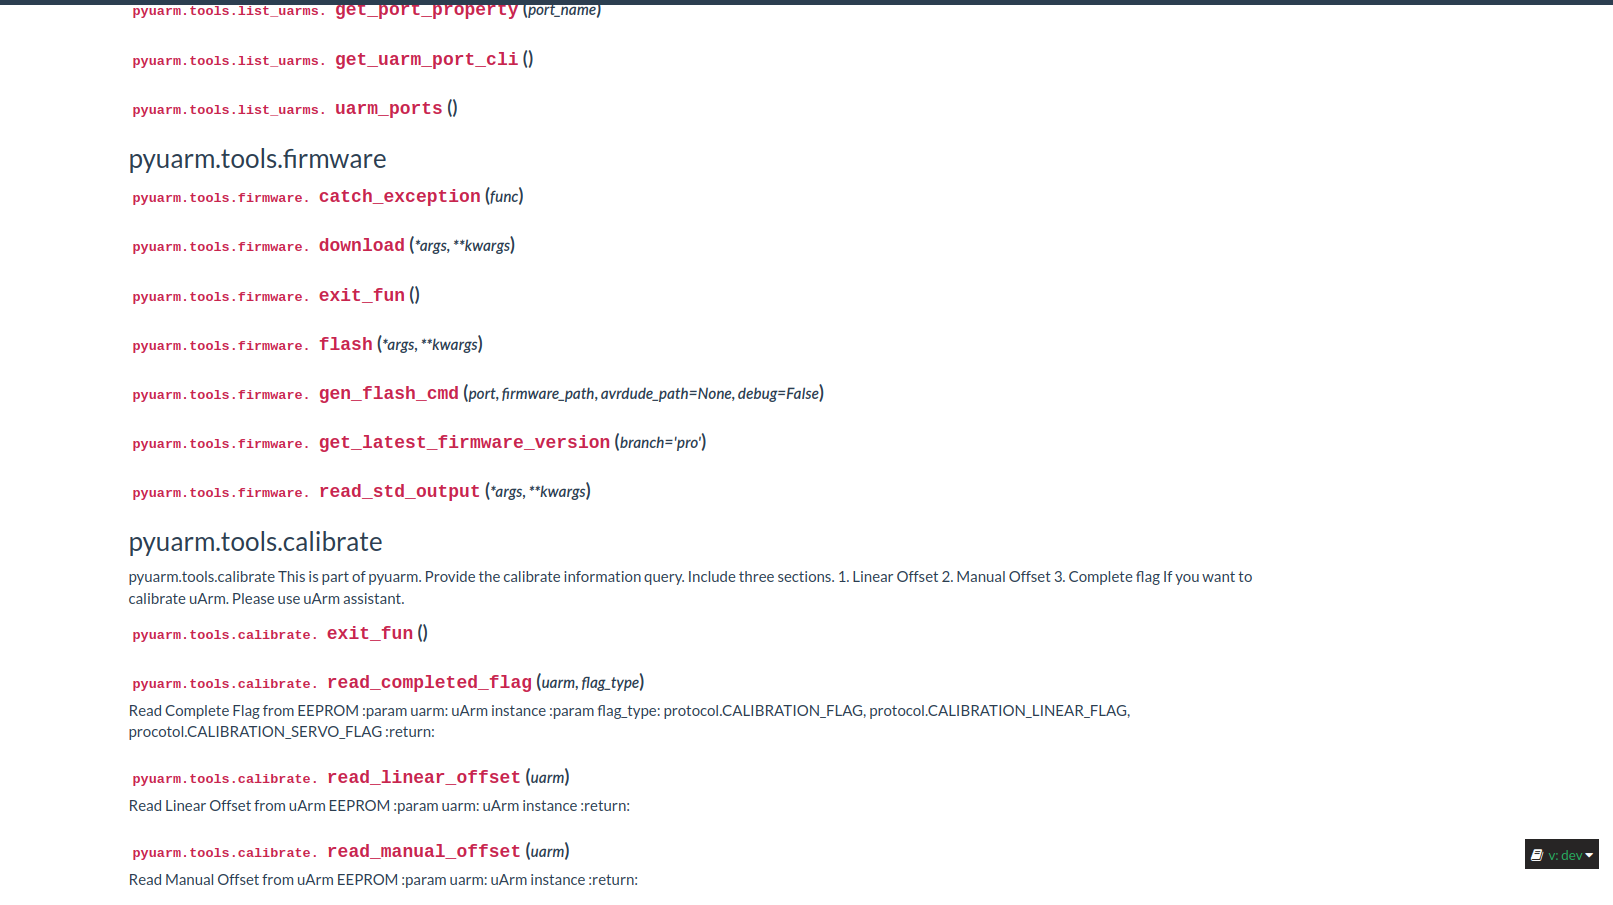 pyuarm.tools.list_uarms. get_port_property (port_name)
pyuarm.tools.list_uarms. get_uarm_port_cli ()
pyuarm.tools.list_uarms. uarm_ports ()
pyuarm.tools.firmware
pyuarm.tools.firmware. catch_exception (func)
pyuarm.tools.firmware. download (*args, **kwargs)
pyuarm.tools.firmware. exit_fun ()
pyuarm.tools.firmware. flash (*args, **kwargs)
pyuarm.tools.firmware. gen_flash_cmd (port, firmware_path, avrdude_path=None, debug=False)
pyuarm.tools.firmware. get_latest_firmware_version (branch='pro')
pyuarm.tools.firmware. read_std_output (*args, **kwargs)
pyuarm.tools.calibrate
pyuarm.tools.calibrate This is part of pyuarm. Provide the calibrate information query. Include three sections. 1. Linear Offset 2. Manual Offset 3. Complete flag If you want to
calibrate uArm. Please use uArm assistant.
pyuarm.tools.calibrate. exit_fun ()
pyuarm.tools.calibrate. read_completed_flag (uarm, flag_type)
Read Complete Flag from EEPROM :param uarm: uArm instance :param flag_type: protocol.CALIBRATION_FLAG, protocol.CALIBRATION_LINEAR_FLAG,
procotol.CALIBRATION_SERVO_FLAG :return:
pyuarm.tools.calibrate. read_linear_offset (uarm)
Read Linear Offset from uArm EEPROM :param uarm: uArm instance :return:
pyuarm.tools.calibrate. read_manual_offset (uarm)
Read Manual Offset from uArm EEPROM :param uarm: uArm instance :return:
v: dev